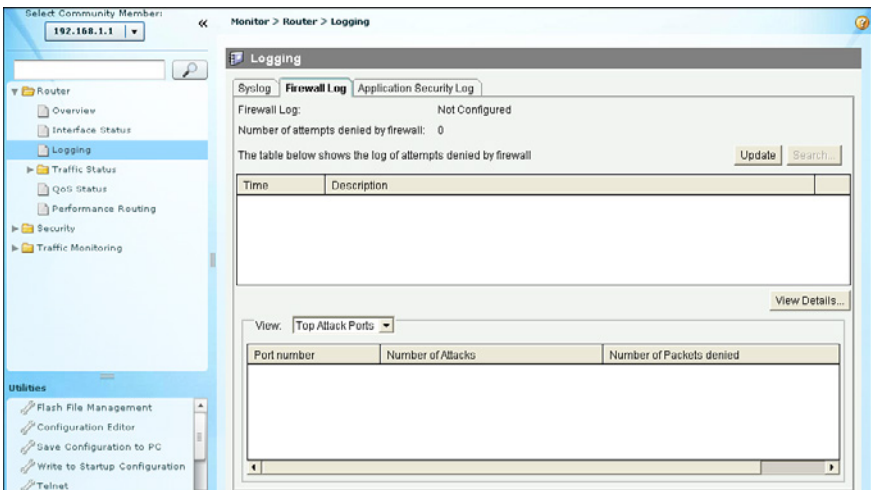 Select Community Member:
192.168.1.1
«
Monitor > Router > Logging
Router
Overview
Interface Status
Logging
Traffic Status
QoS Status
Performance Routing
Security
Traffic Monitoring
Utilities
Flash File Management
Configuration Editor
Save Configuration to PC
Write to Startup Configuration
Telnet
Logging
Syslog Firewall Log Application Security Log
Firewall Log: Not Configured
Number of attempts denied by firewall: 0
The table below shows the log of attempts denied by firewall Update Search...
Time Description
View Details...
View: Top Attack Ports
Port number Number of Attacks Number of Packets denied